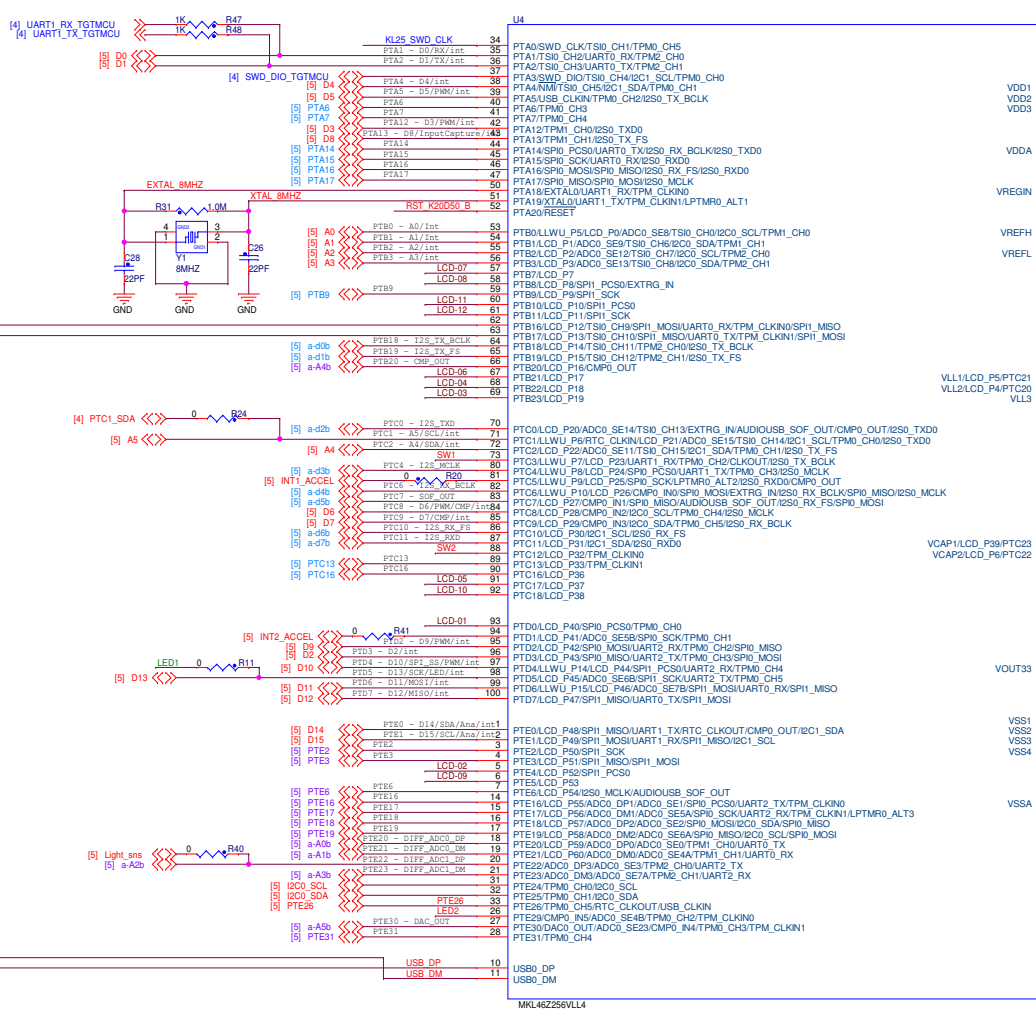 U4
[4] UART1_RX_TGTMCU 1K R47
[4] UART1_TX_TGTMCU 1K R48
KL25_SWD_CLK 34 PTA0/SWD_CLK/TSI0_CH1/TPM0_CH5
[5] D0 PTA1 - D0/RX/int 35 PTA1/TSI0_CH2/UART0_RX/TPM2_CH0
[5] D1 PTA2 - D1/TX/int 36 PTA2/TSI0_CH3/UART0_TX/TPM2_CH1
[4] SWD_DIO_TGTMCU 37 PTA3/SWD_DIO/TSI0_CH4/I2C1_SCL/TPM0_CH0
[5] D4 PTA4 - D4/int 38 PTA4/NMI/TSI0_CH5/I2C1_SDA/TPM0_CH1 VDD1
[5] D5 PTA5 - D5/PWM/int 39 PTA5/USB_CLKIN/TPM0_CH2/I2S0_TX_BCLK VDD2
[5] PTA6 PTA6 40 PTA6/TPM0_CH3 VDD3
[5] PTA7 PTA7 41 PTA7/TPM0_CH4
[5] D3 PTA12 - D3/PWM/int 42 PTA12/TPM1_CH0/I2S0_TXD0
[5] D8 PTA13 - D8/InputCapture/int 43 PTA13/TPM1_CH1/I2S0_TX_FS
[5] PTA14 PTA14 44 PTA14/SPI0_PCS0/UART0_TX/I2S0_RX_BCLK/I2S0_TXD0 VDDA
[5] PTA15 PTA15 45 PTA15/SPI0_SCK/UART0_RX/I2S0_RXD0
[5] PTA16 PTA16 46 PTA16/SPI0_MOSI/SPI0_MISO/I2S0_RX_FS/I2S0_RXD0
[5] PTA17 PTA17 47 PTA17/SPI0_MISO/SPI0_MOSI/I2S0_MCLK
EXTAL_8MHZ 50 PTA18/EXTAL0/UART1_RX/TPM_CLKIN0 VREGIN
XTAL_8MHZ 51 PTA19/XTAL0/UART1_TX/TPM_CLKIN1/LPTMR0_ALT1
RST_K20D50_B 52 PTA20/RESET
R31 1.0M
4 GND2 3
1 GND1 2
Y1
8MHZ
C28
22PF
C26
22PF
GND GND GND
[5] A0 PTB0 - A0/Int 53 PTB0/LLWU_P5/LCD_P0/ADC0_SE8/TSI0_CH0/I2C0_SCL/TPM1_CH0 VREFH
[5] A1 PTB1 - A1/Int 54 PTB1/LCD_P1/ADC0_SE9/TSI0_CH6/I2C0_SDA/TPM1_CH1
[5] A2 PTB2 - A2/int 55 PTB2/LCD_P2/ADC0_SE12/TSI0_CH7/I2C0_SCL/TPM2_CH0 VREFL
[5] A3 PTB3 - A3/int 56 PTB3/LCD_P3/ADC0_SE13/TSI0_CH8/I2C0_SDA/TPM2_CH1
LCD-07 57 PTB7/LCD_P7
LCD-08 58 PTB8/LCD_P8/SPI1_PCS0/EXTRG_IN
[5] PTB9 PTB9 59 PTB9/LCD_P9/SPI1_SCK
LCD-11 60 PTB10/LCD_P10/SPI1_PCS0
LCD-12 61 PTB11/LCD_P11/SPI1_SCK
62 PTB16/LCD_P12/TSI0_CH9/SPI1_MOSI/UART0_RX/TPM_CLKIN0/SPI1_MISO
63 PTB17/LCD_P13/TSI0_CH10/SPI1_MISO/UART0_TX/TPM_CLKIN1/SPI1_MOSI
[5] a-d0b PTB18 - I2S_TX_BCLK 64 PTB18/LCD_P14/TSI0_CH11/TPM2_CH0/I2S0_TX_BCLK
[5] a-d1b PTB19 - I2S_TX_FS 65 PTB19/LCD_P15/TSI0_CH12/TPM2_CH1/I2S0_TX_FS
[5] a-A4b PTB20 - CMP_OUT 66 PTB20/LCD_P16/CMP0_OUT
LCD-06 67 PTB21/LCD_P17 VLL1/LCD_P5/PTC21
LCD-04 68 PTB22/LCD_P18 VLL2/LCD_P4/PTC20
LCD-03 69 PTB23/LCD_P19 VLL3
[4] PTC1_SDA 0 R24
[5] a-d2b PTC0 - I2S_TXD 70 PTC0/LCD_P20/ADC0_SE14/TSI0_CH13/EXTRG_IN/AUDIOUSB_SOF_OUT/CMP0_OUT/I2S0_TXD0
[5] A5 PTC1 - A5/SCL/int 71 PTC1/LLWU_P6/RTC_CLKIN/LCD_P21/ADC0_SE15/TSI0_CH14/I2C1_SCL/TPM0_CH0/I2S0_TXD0
[5] A4 PTC2 - A4/SDA/int 72 PTC2/LCD_P22/ADC0_SE11/TSI0_CH15/I2C1_SDA/TPM0_CH1/I2S0_TX_FS
SW1 73 PTC3/LLWU_P7/LCD_P23/UART1_RX/TPM0_CH2/CLKOUT/I2S0_TX_BCLK
[5] a-d3b PTC4 - I2S_MCLK 80 PTC4/LLWU_P8/LCD_P24/SPI0_PCS0/UART1_TX/TPM0_CH3/I2S0_MCLK
[5] INT1_ACCEL 0 R20 81 PTC5/LLWU_P9/LCD_P25/SPI0_SCK/LPTMR0_ALT2/I2S0_RXD0/CMP0_OUT
[5] a-d4b PTC6 - I2S_RX_BCLK 82 PTC6/LLWU_P10/LCD_P26/CMP0_IN0/SPI0_MOSI/EXTRG_IN/I2S0_RX_BCLK/SPI0_MISO/I2S0_MCLK
[5] a-d5b PTC7 - SOF_OUT 83 PTC7/LCD_P27/CMP0_IN1/SPI0_MISO/AUDIOUSB_SOF_OUT/I2S0_RX_FS/SPI0_MOSI
[5] D6 PTC8 - D6/PWM/CMP/int 84 PTC8/LCD_P28/CMP0_IN2/I2C0_SCL/TPM0_CH4/I2S0_MCLK
[5] D7 PTC9 - D7/CMP/int 85 PTC9/LCD_P29/CMP0_IN3/I2C0_SDA/TPM0_CH5/I2S0_RX_BCLK
[5] a-d6b PTC10 - I2S_RX_FS 86 PTC10/LCD_P30/I2C1_SCL/I2S0_RX_FS
[5] a-d7b PTC11 - I2S_RXD 87 PTC11/LCD_P31/I2C1_SDA/I2S0_RXD0 VCAP1/LCD_P39/PTC23
SW2 88 PTC12/LCD_P32/TPM_CLKIN0 VCAP2/LCD_P6/PTC22
[5] PTC13 PTC13 89 PTC13/LCD_P33/TPM_CLKIN1
[5] PTC16 PTC16 90 PTC16/LCD_P36
LCD-05 91 PTC17/LCD_P37
LCD-10 92 PTC18/LCD_P38
LCD-01 93 PTD0/LCD_P40/SPI0_PCS0/TPM0_CH0
[5] INT2_ACCEL 0 R41 94 PTD1/LCD_P41/ADC0_SE5B/SPI0_SCK/TPM0_CH1
[5] D9 PTD2 - D9/PWM/int 95 PTD2/LCD_P42/SPI0_MOSI/UART2_RX/TPM0_CH2/SPI0_MISO
[5] D2 PTD3 - D2/int 96 PTD3/LCD_P43/SPI0_MISO/UART2_TX/TPM0_CH3/SPI0_MOSI
[5] D10 PTD4 - D10/SPI_SS/PWM/int 97 PTD4/LLWU_P14/LCD_P44/SPI1_PCS0/UART2_RX/TPM0_CH4 VOUT33
LED1 0 R11
[5] D13 PTD5 - D13/SCK/LED/int 98 PTD5/LCD_P45/ADC0_SE6B/SPI1_SCK/UART2_TX/TPM0_CH5
[5] D11 PTD6 - D11/MOSI/int 99 PTD6/LLWU_P15/LCD_P46/ADC0_SE7B/SPI1_MOSI/UART0_RX/SPI1_MISO
[5] D12 PTD7 - D12/MISO/int 100 PTD7/LCD_P47/SPI1_MISO/UART0_TX/SPI1_MOSI
VSS1
[5] D14 PTE0 - D14/SDA/Ana/int 1 PTE0/LCD_P48/SPI1_MISO/UART1_TX/RTC_CLKOUT/CMP0_OUT/I2C1_SDA VSS2
[5] D15 PTE1 - D15/SCL/Ana/int 2 PTE1/LCD_P49/SPI1_MOSI/UART1_RX/SPI1_MISO/I2C1_SCL VSS3
[5] PTE2 PTE2 3 PTE2/LCD_P50/SPI1_SCK VSS4
[5] PTE3 PTE3 4 PTE3/LCD_P51/SPI1_MISO/SPI1_MOSI
LCD-02 5 PTE4/LCD_P52/SPI1_PCS0
LCD-09 6 PTE5/LCD_P53
[5] PTE6 PTE6 7 PTE6/LCD_P54/I2S0_MCLK/AUDIOUSB_SOF_OUT
[5] PTE16 PTE16 14 PTE16/LCD_P55/ADC0_DP1/ADC0_SE1/SPI0_PCS0/UART2_TX/TPM_CLKIN0 VSSA
[5] PTE17 PTE17 15 PTE17/LCD_P56/ADC0_DM1/ADC0_SE5A/SPI0_SCK/UART2_RX/TPM_CLKIN1/LPTMR0_ALT3
[5] PTE18 PTE18 16 PTE18/LCD_P57/ADC0_DP2/ADC0_SE2/SPI0_MOSI/I2C0_SDA/SPI0_MISO
[5] PTE19 PTE19 17 PTE19/LCD_P58/ADC0_DM2/ADC0_SE6A/SPI0_MISO/I2C0_SCL/SPI0_MOSI
[5] a-A0b PTE20 - DIFF_ADC0_DP 18 PTE20/LCD_P59/ADC0_DP0/ADC0_SE0/TPM1_CH0/UART0_TX
[5] a-A1b PTE21 - DIFF_ADC0_DM 19 PTE21/LCD_P60/ADC0_DM0/ADC0_SE4A/TPM1_CH1/UART0_RX
[5] Light_sns 0 R40
[5] a-A2b PTE22 - DIFF_ADC1_DP 20 PTE22/ADC0_DP3/ADC0_SE3/TPM2_CH0/UART2_TX
[5] a-A3b PTE23 - DIFF_ADC1_DM 21 PTE23/ADC0_DM3/ADC0_SE7A/TPM2_CH1/UART2_RX
[5] I2C0_SCL 31 PTE24/TPM0_CH0/I2C0_SCL
[5] I2C0_SDA 32 PTE25/TPM0_CH1/I2C0_SDA
[5] PTE26 PTE26 33 PTE26/TPM0_CH5/RTC_CLKOUT/USB_CLKIN
LED2 26 PTE29/CMP0_IN5/ADC0_SE4B/TPM0_CH2/TPM_CLKIN0
[5] a-A5b PTE30 - DAC_OUT 27 PTE30/DAC0_OUT/ADC0_SE23/CMP0_IN4/TPM0_CH3/TPM_CLKIN1
[5] PTE31 PTE31 28 PTE31/TPM0_CH4
USB_DP 10 USB0_DP
USB_DM 11 USB0_DM
MKL46Z256VLL4